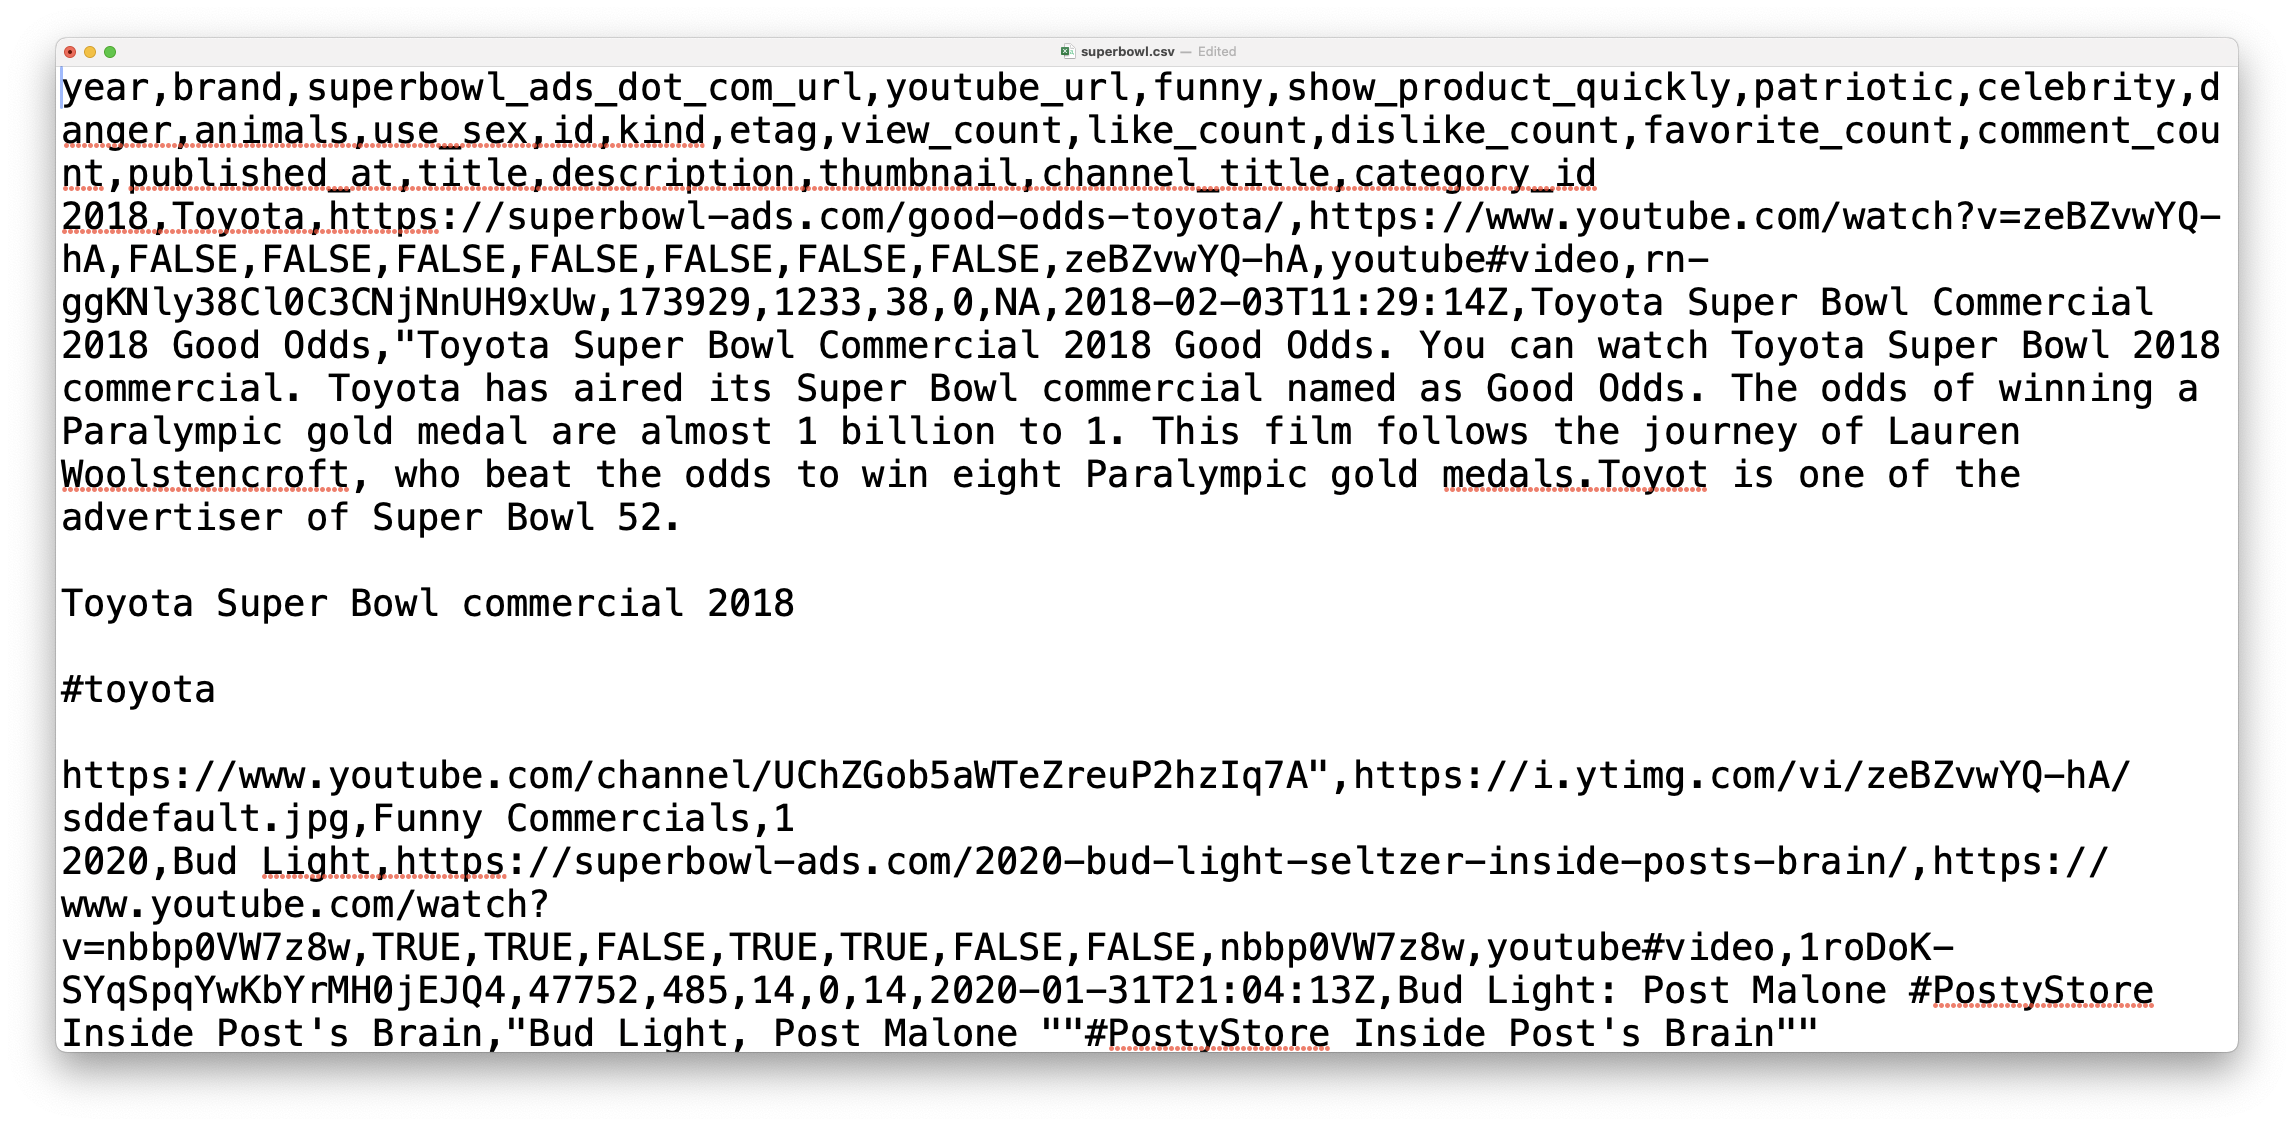 superbowl.csv — Edited
year,brand,superbowl_ads_dot_com_url,youtube_url,funny,show_product_quickly,patriotic,celebrity,d
anger,animals,use_sex,id,kind,etag,view_count,like_count,dislike_count,favorite_count,comment_cou
nt,published_at,title,description,thumbnail,channel_title,category_id
2018,Toyota,https://superbowl-ads.com/good-odds-toyota/,https://www.youtube.com/watch?v=zeBZvwYQ-
hA,FALSE,FALSE,FALSE,FALSE,FALSE,FALSE,FALSE,zeBZvwYQ-hA,youtube#video,rn-
ggKNly38Cl0C3CNjNnUH9xUw,173929,1233,38,0,NA,2018-02-03T11:29:14Z,Toyota Super Bowl Commercial
2018 Good Odds,"Toyota Super Bowl Commercial 2018 Good Odds. You can watch Toyota Super Bowl 2018
commercial. Toyota has aired its Super Bowl commercial named as Good Odds. The odds of winning a
Paralympic gold medal are almost 1 billion to 1. This film follows the journey of Lauren
Woolstencroft, who beat the odds to win eight Paralympic gold medals.Toyot is one of the
advertiser of Super Bowl 52.
Toyota Super Bowl commercial 2018
#toyota
https://www.youtube.com/channel/UChZGob5aWTeZreuP2hzIq7A",https://i.ytimg.com/vi/zeBZvwYQ-hA/
sddefault.jpg,Funny Commercials,1
2020,Bud Light,https://superbowl-ads.com/2020-bud-light-seltzer-inside-posts-brain/,https://
www.youtube.com/watch?
v=nbbp0VW7z8w,TRUE,TRUE,FALSE,TRUE,TRUE,FALSE,FALSE,nbbp0VW7z8w,youtube#video,1roDoK-
SYqSpqYwKbYrMH0jEJQ4,47752,485,14,0,14,2020-01-31T21:04:13Z,Bud Light: Post Malone #PostyStore
Inside Post's Brain,"Bud Light, Post Malone ""#PostyStore Inside Post's Brain""